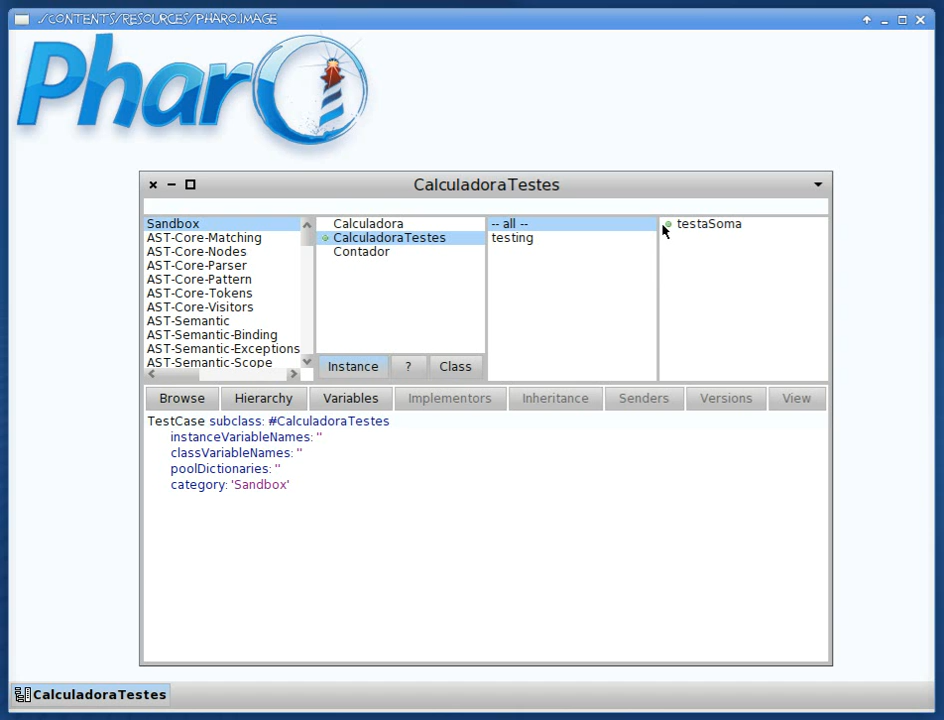 ./CONTENTS/RESOURCES/PHARO.IMAGE
Pharo
CalculadoraTestes
Sandbox
AST-Core-Matching
AST-Core-Nodes
AST-Core-Parser
AST-Core-Pattern
AST-Core-Tokens
AST-Core-Visitors
AST-Semantic
AST-Semantic-Binding
AST-Semantic-Exceptions
AST-Semantic-Scope
Calculadora
CalculadoraTestes
Contador
Instance ? Class
-- all --
testing
testaSoma
Browse Hierarchy Variables Implementors Inheritance Senders Versions View
TestCase subclass: #CalculadoraTestes
instanceVariableNames: ''
classVariableNames: ''
poolDictionaries: ''
category: 'Sandbox'
CalculadoraTestes